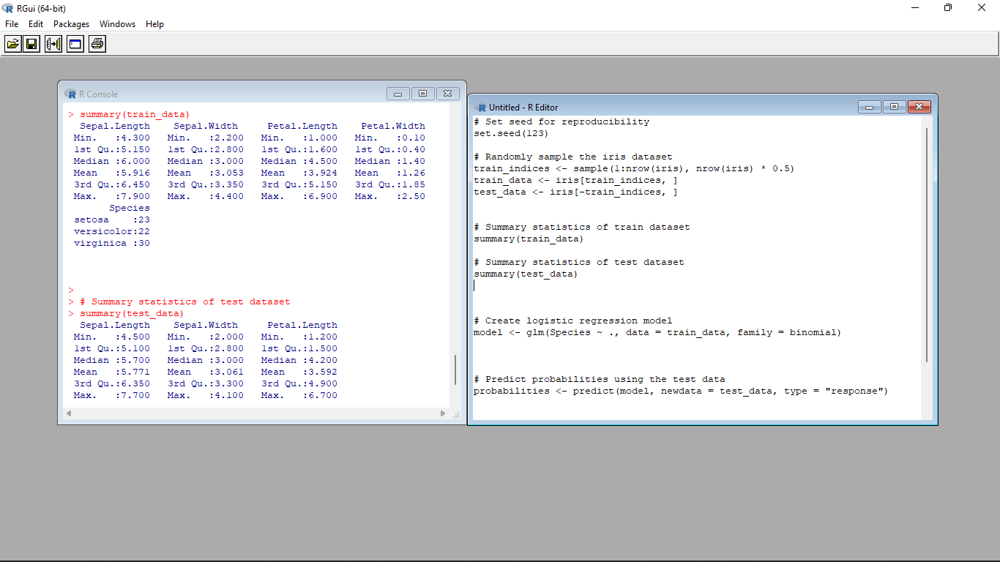 RGui (64-bit)
File Edit Packages Windows Help
R Console
> summary(train_data)
  Sepal.Length   Sepal.Width    Petal.Length   Petal.Width
 Min.   :4.300  Min.   :2.200  Min.   :1.000  Min.   :0.10
 1st Qu.:5.150  1st Qu.:2.800  1st Qu.:1.600  1st Qu.:0.40
 Median :6.000  Median :3.000  Median :4.500  Median :1.40
 Mean   :5.916  Mean   :3.053  Mean   :3.924  Mean   :1.26
 3rd Qu.:6.450  3rd Qu.:3.350  3rd Qu.:5.150  3rd Qu.:1.85
 Max.   :7.900  Max.   :4.400  Max.   :6.900  Max.   :2.50
       Species
 setosa    :23
 versicolor:22
 virginica :30
>
> # Summary statistics of test dataset
> summary(test_data)
  Sepal.Length   Sepal.Width    Petal.Length
 Min.   :4.500  Min.   :2.000  Min.   :1.200
 1st Qu.:5.100  1st Qu.:2.800  1st Qu.:1.500
 Median :5.700  Median :3.000  Median :4.200
 Mean   :5.771  Mean   :3.061  Mean   :3.592
 3rd Qu.:6.350  3rd Qu.:3.300  3rd Qu.:4.900
 Max.   :7.700  Max.   :4.100  Max.   :6.700
Untitled - R Editor
# Set seed for reproducibility
set.seed(123)
# Randomly sample the iris dataset
train_indices <- sample(1:nrow(iris), nrow(iris) * 0.5)
train_data <- iris[train_indices, ]
test_data <- iris[-train_indices, ]
# Summary statistics of train dataset
summary(train_data)
# Summary statistics of test dataset
summary(test_data)
# Create logistic regression model
model <- glm(Species ~ ., data = train_data, family = binomial)
# Predict probabilities using the test data
probabilities <- predict(model, newdata = test_data, type = "response")